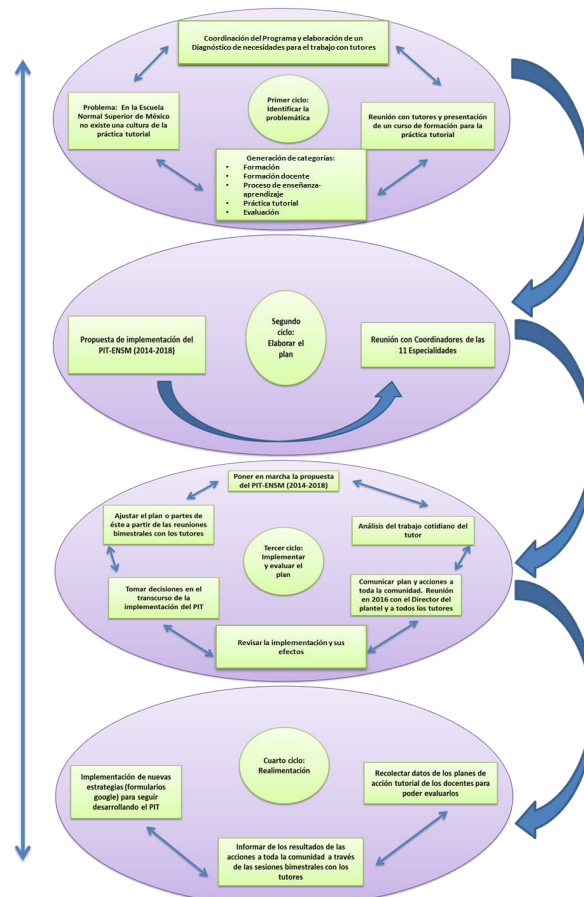 Coordinación del Programa y elaboración de un
Diagnóstico de necesidades para el trabajo con tutores
Problema: En la Escuela
Normal Superior de México
no existe una cultura de la
práctica tutorial
Primer ciclo:
Identificar la
problemática
Reunión con tutores y presentación
de un curso de formación para la
práctica tutorial
Generación de categorías:
• Formación
• Formación docente
• Proceso de enseñanza-
aprendizaje
• Práctica tutorial
• Evaluación
Propuesta de implementación del
PIT-ENSM (2014-2018)
Segundo
ciclo:
Elaborar el
plan
Reunión con Coordinadores de las
11 Especialidades
Poner en marcha la propuesta
del PIT-ENSM (2014-2018)
Ajustar el plan o partes de
éste a partir de las reuniones
bimestrales con los tutores
Tercer ciclo:
Implementar
y evaluar el
plan
Análisis del trabajo cotidiano del
tutor
Tomar decisiones en el
transcurso de la
implementación del PIT
Comunicar plan y acciones a
toda la comunidad. Reunión
en 2016 con el Director del
plantel y a todos los tutores
Revisar la implementación y sus
efectos
Cuarto ciclo:
Realimentación
Implementación de nuevas
estrategias (formularios
google) para seguir
desarrollando el PIT
Recolectar datos de los planes de
acción tutorial de los docentes para
poder evaluarlos
Informar de los resultados de las
acciones a toda la comunidad a través
de las sesiones bimestrales con los
tutores